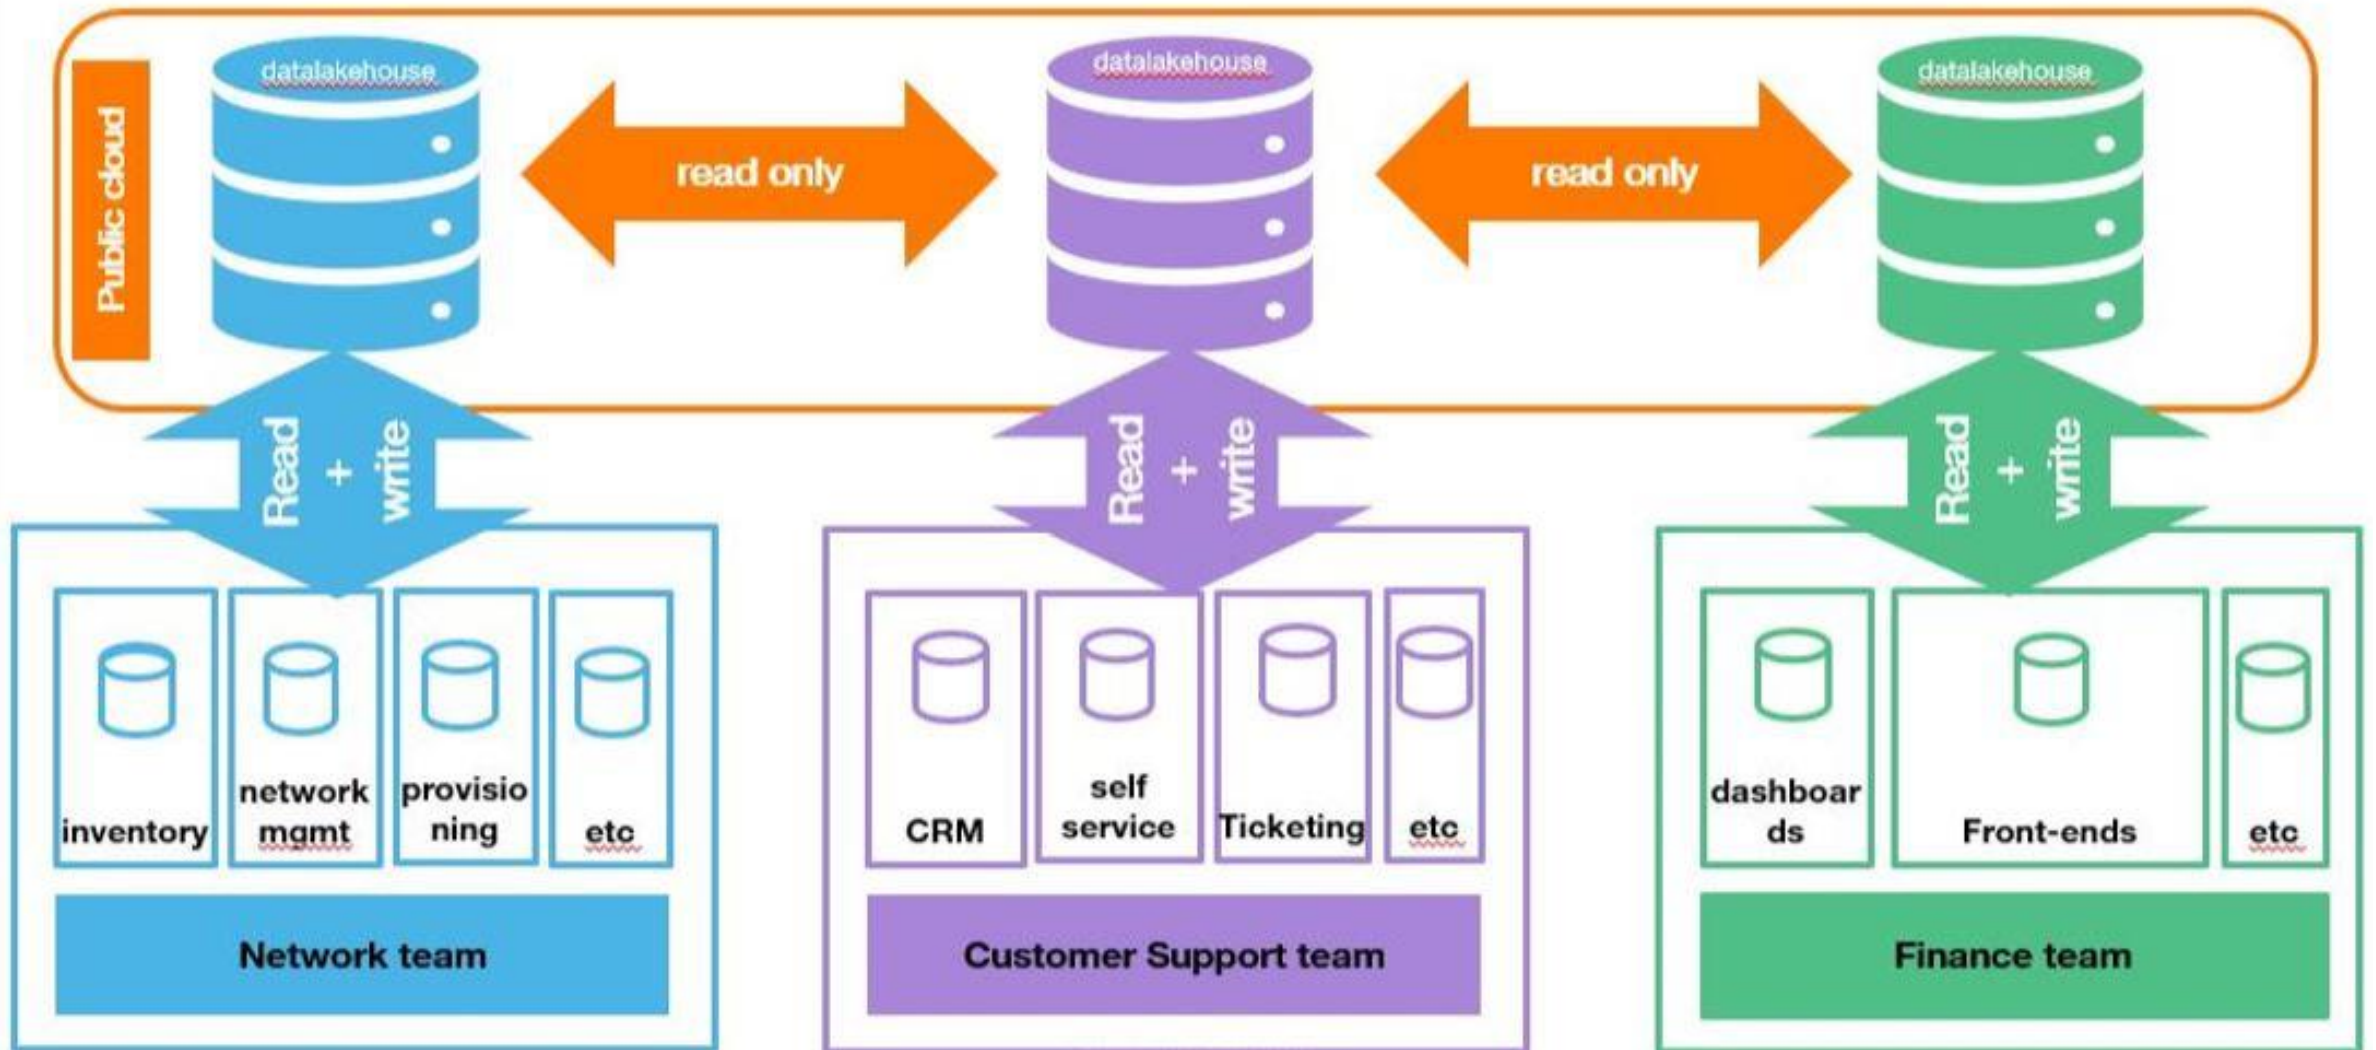 Public cloud
datalakehouse
read only
datalakehouse
read only
datalakehouse
Read
+
write
Read
+
write
Read
+
write
inventory
network
mgmt
provisio
ning
etc
CRM
self
service
Ticketing
etc
dashboar
ds
Front-ends
etc
Network team
Customer Support team
Finance team